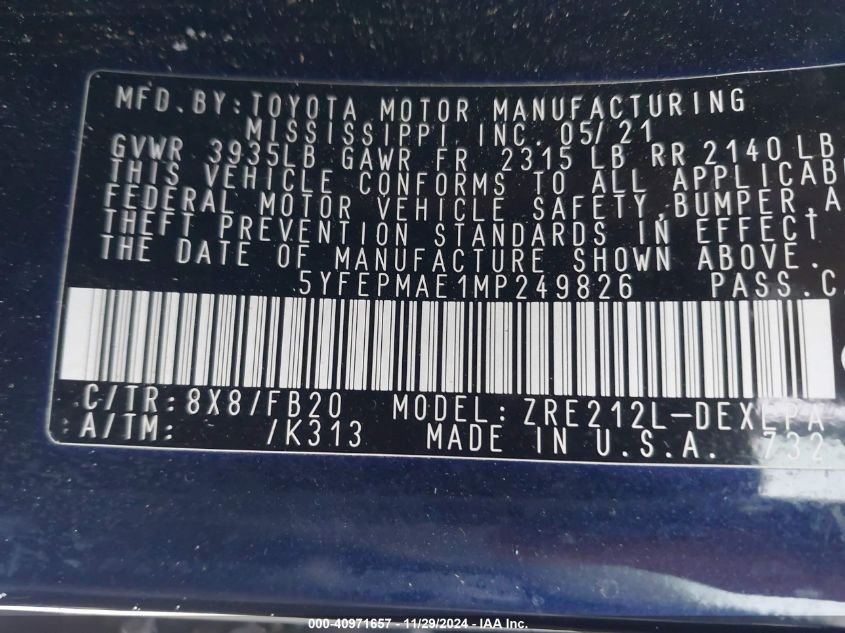 MFD.BY:TOYOTA MOTOR MANUFACTURING
MISSISSIPPI, INC. 05/21
GVWR 3935LB GAWR FR 2315 LB RR 2140 LB
THIS VEHICLE CONFORMS TO ALL APPLICAB
FEDERAL MOTOR VEHICLE SAFETY,BUMPER,A
THEFT PREVENTION STANDARDS IN EFFECT
THE DATE OF MANUFACTURE SHOWN ABOVE.
5YFEPMAE1MP249826 PASS.C
C/TR: 8X8/FB20 MODEL: ZRE212L-DEXLPA
A/TM: /K313 MADE IN U.S.A. 732
000-40971657 - 11/29/2024 - IAA Inc.